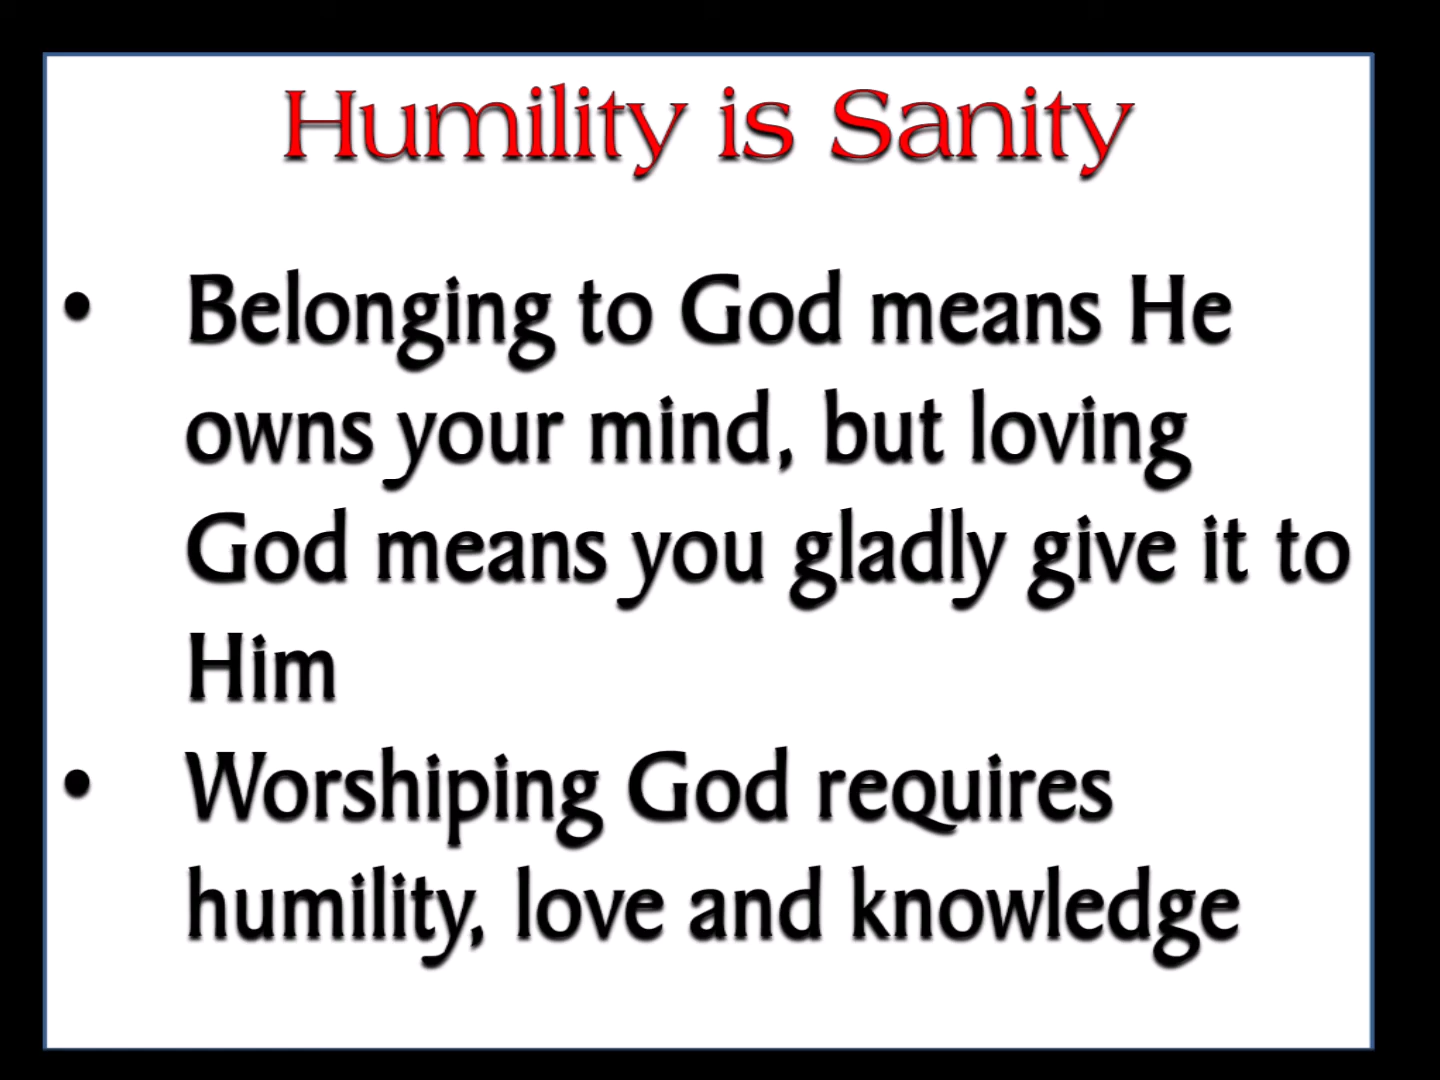 Humility is Sanity
• Belonging to God means He
owns your mind, but loving
God means you gladly give it to
Him
• Worshiping God requires
humility, love and knowledge